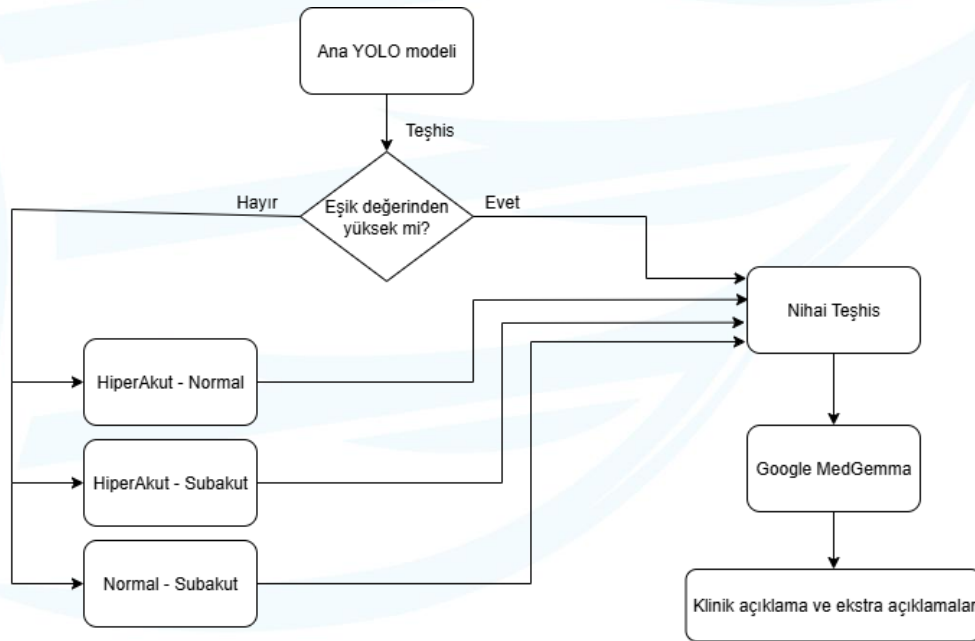 Ana YOLO modeli
Teşhis
Hayır
Eşik değerinden
yüksek mi?
Evet
Nihai Teşhis
HiperAkut - Normal
HiperAkut - Subakut
Google MedGemma
Normal - Subakut
Klinik açıklama ve ekstra açıklamalar